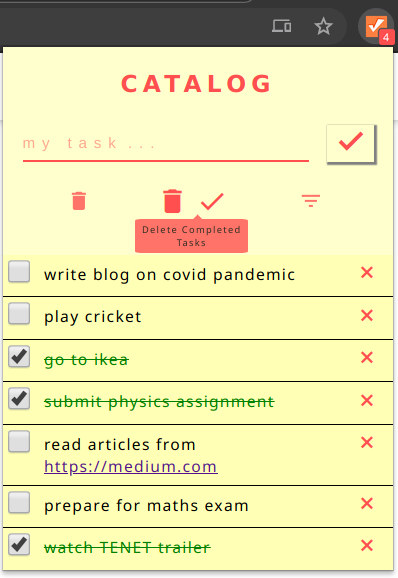 4
CATALOG
my task ...
Delete Completed
Tasks
write blog on covid pandemic
play cricket
go to ikea
submit physics assignment
read articles from
https://medium.com
prepare for maths exam
watch TENET trailer